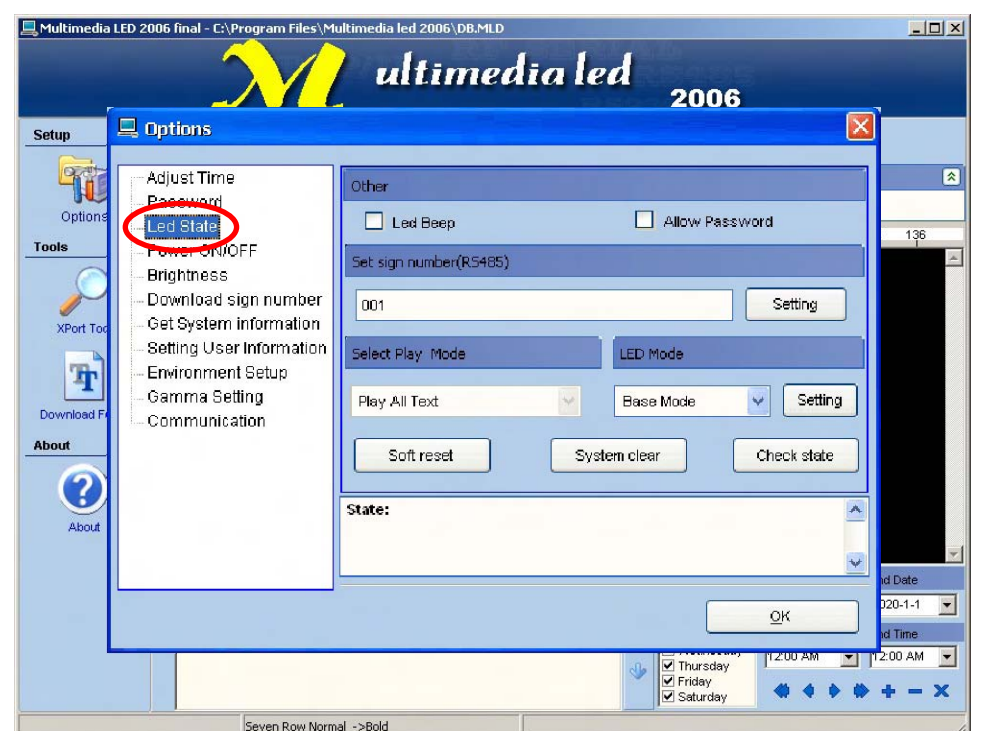 Multimedia LED 2006 final - C:\Program Files\Multimedia led 2006\DB.MLD
M ultimedia led
2006
Setup
Options
Tools
XPort Too
Download F
About
About
Options
Adjust Time
Password
Led State
Power ON/OFF
Brightness
Download sign number
Get System information
Setting User Information
Environment Setup
Gamma Setting
Communication
Other
Led Beep
Allow Password
Set sign number(RS485)
001
Setting
Select Play Mode
LED Mode
Play All Text
Base Mode
Setting
Soft reset
System clear
Check state
State:
OK
136
nd Date
020-1-1
nd Time
12:00 AM
12:00 AM
Wednesday
Thursday
Friday
Saturday
Seven Row Normal ->Bold